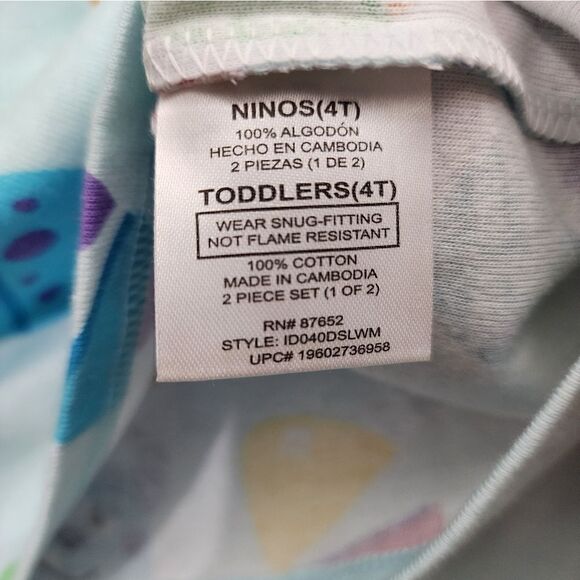 NINOS(4T)
100% ALGODÓN
HECHO EN CAMBODIA
2 PIEZAS (1 DE 2)
TODDLERS(4T)
WEAR SNUG-FITTING
NOT FLAME RESISTANT
100% COTTON
MADE IN CAMBODIA
2 PIECE SET (1 OF 2)
RN# 87652
STYLE: ID040DSLWM
UPC# 19602736958